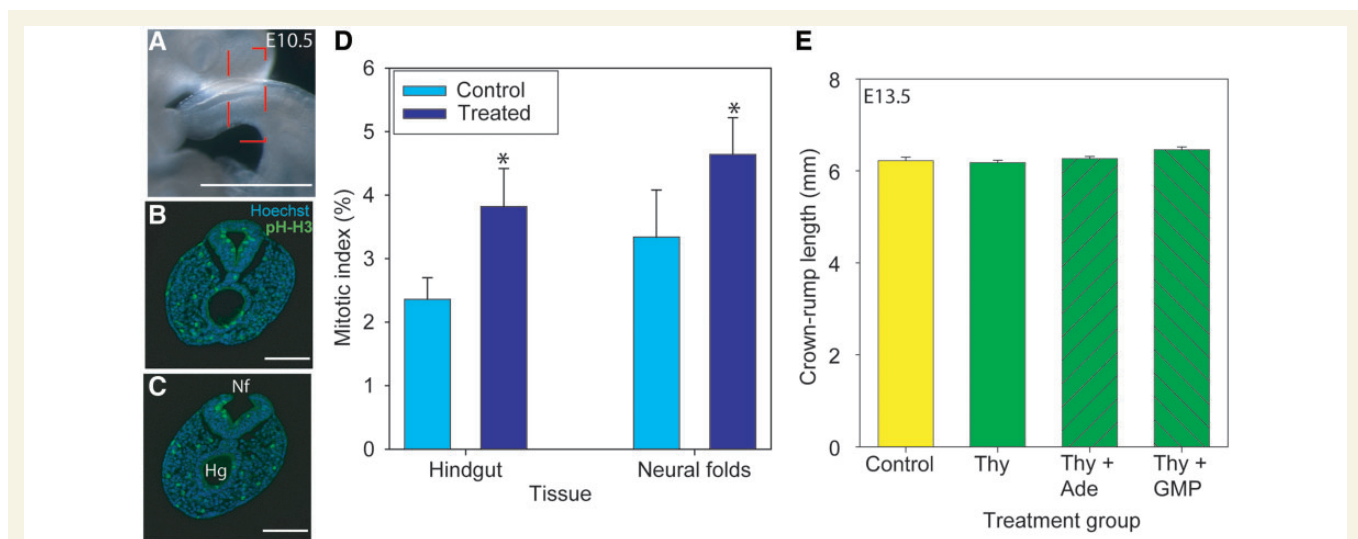 A
E10.5
B
Hoechst
pH-H3
C
Nf
Hg
D
6
5
4
3
2
1
0
Mitotic index (%)
Control
Treated
*
*
Hindgut
Neural folds
Tissue
E
8
6
4
2
0
Crown-rump length (mm)
E13.5
Control
Thy
Thy +
Ade
Thy +
GMP
Treatment group